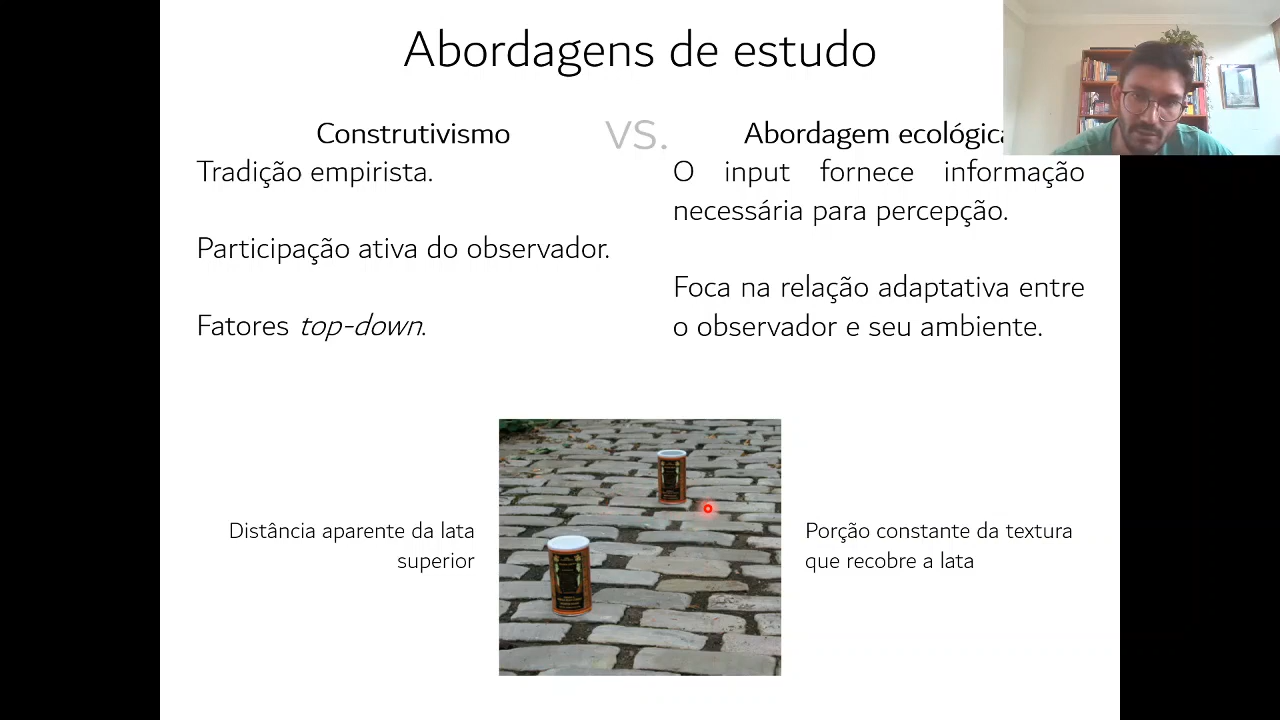 Abordagens de estudo
Construtivismo
VS.
Abordagem ecológica
Tradição empirista.
Participação ativa do observador.
Fatores top-down.
O input fornece informação
necessária para percepção.
Foca na relação adaptativa entre
o observador e seu ambiente.
Distância aparente da lata
superior
Porção constante da textura
que recobre a lata